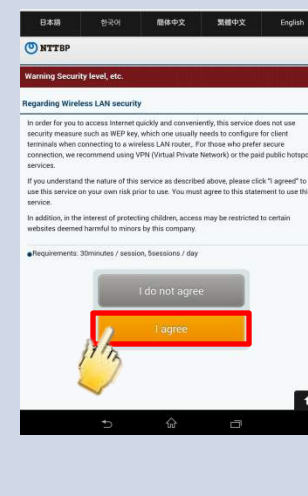 日本語 한국어 簡体中文 繁體中文 English
NTTBP
Warning Security level, etc.
Regarding Wireless LAN security
In order for you to access Internet quickly and conveniently, this service does not use
security measure such as WEP key, which one usually needs to configure for client
terminals when connecting to a wireless LAN router,. For those who prefer secure
connection, we recommend using VPN (Virtual Private Network) or the paid public hotspo
services.
If you understand the nature of this service as described above, please click "I agreed" to
use this service on your own risk prior to use. You must agree to this statement to use thi
service.
In addition, in the interest of protecting children, access may be restricted to certain
websites deemed harmful to minors by this company.
●Requirements: 30minutes / session, 5sessions / day
I do not agree
I agree